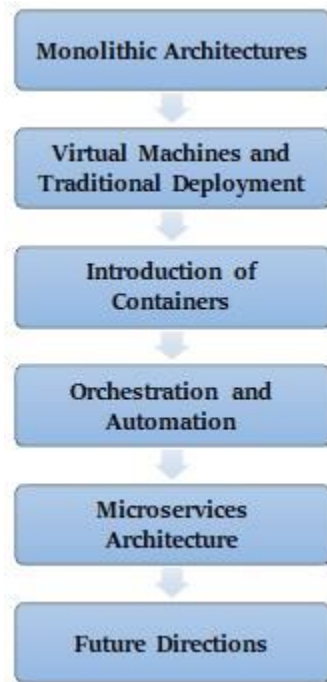 Monolithic Architectures
Virtual Machines and
Traditional Deployment
Introduction of
Containers
Orchestration and
Automation
Microservices
Architecture
Future Directions